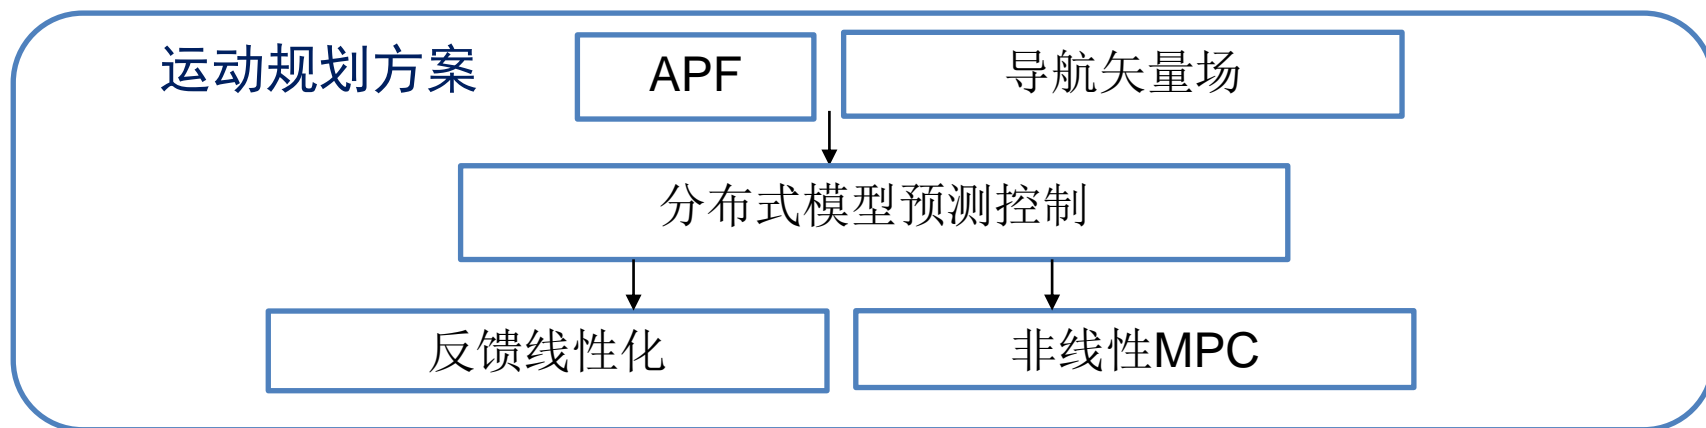 运动规划方案
APF
导航矢量场
分布式模型预测控制
反馈线性化
非线性MPC